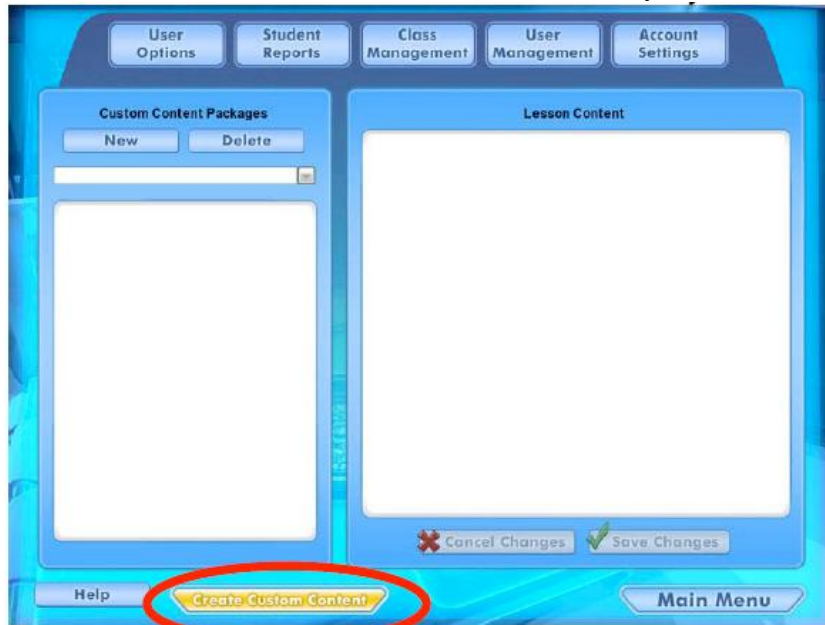 User Options
Student Reports
Class Management
User Management
Account Settings
Custom Content Packages
New
Delete
Lesson Content
Cancel Changes
Save Changes
Help
Create Custom Content
Main Menu